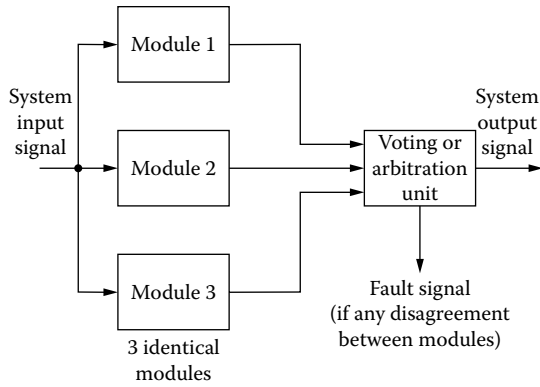 Module 1
System
input
signal
Module 2
Voting or
arbitration
unit
System
output
signal
Module 3
3 identical
modules
Fault signal
(if any disagreement
between modules)